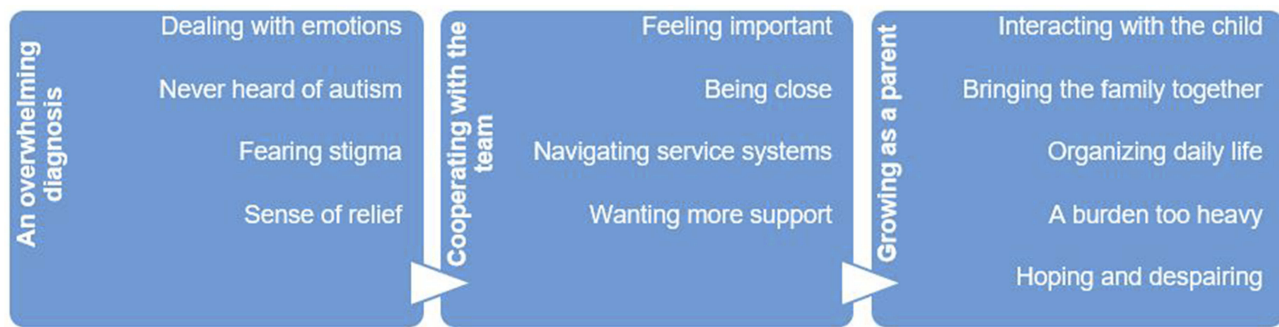 An overwhelming
diagnosis
Dealing with emotions
Never heard of autism
Fearing stigma
Sense of relief
Cooperating with the
team
Feeling important
Being close
Navigating service systems
Wanting more support
Growing as a parent
Interacting with the child
Bringing the family together
Organizing daily life
A burden too heavy
Hoping and despairing